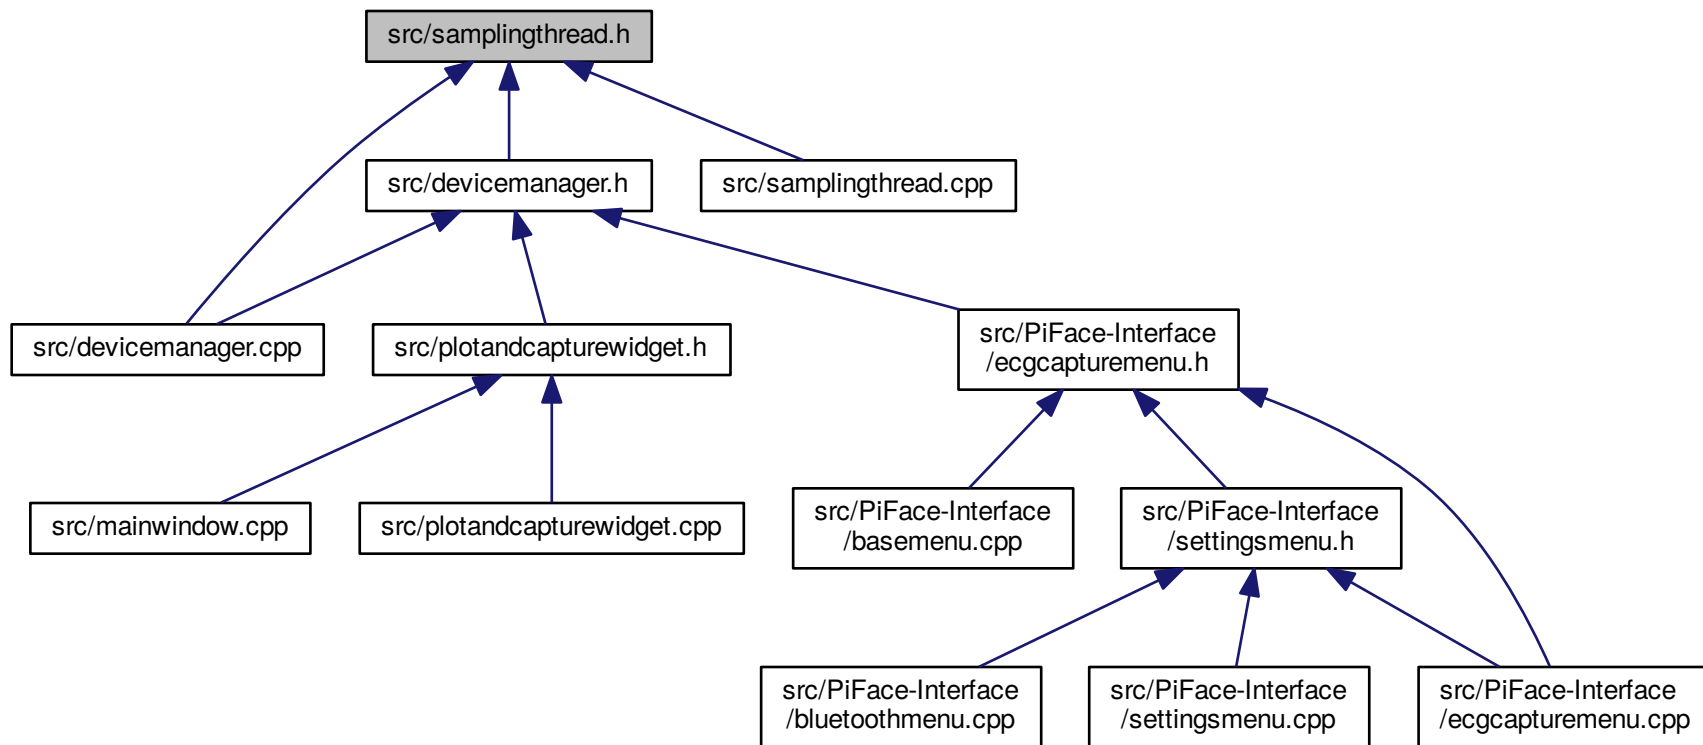 src/samplingthread.h
src/devicemanager.h
src/samplingthread.cpp
src/devicemanager.cpp
src/plotandcapturewidget.h
src/PiFace-Interface
/ecgcapturemenu.h
src/mainwindow.cpp
src/plotandcapturewidget.cpp
src/PiFace-Interface
/basemenu.cpp
src/PiFace-Interface
/settingsmenu.h
src/PiFace-Interface
/bluetoothmenu.cpp
src/PiFace-Interface
/settingsmenu.cpp
src/PiFace-Interface
/ecgcapturemenu.cpp